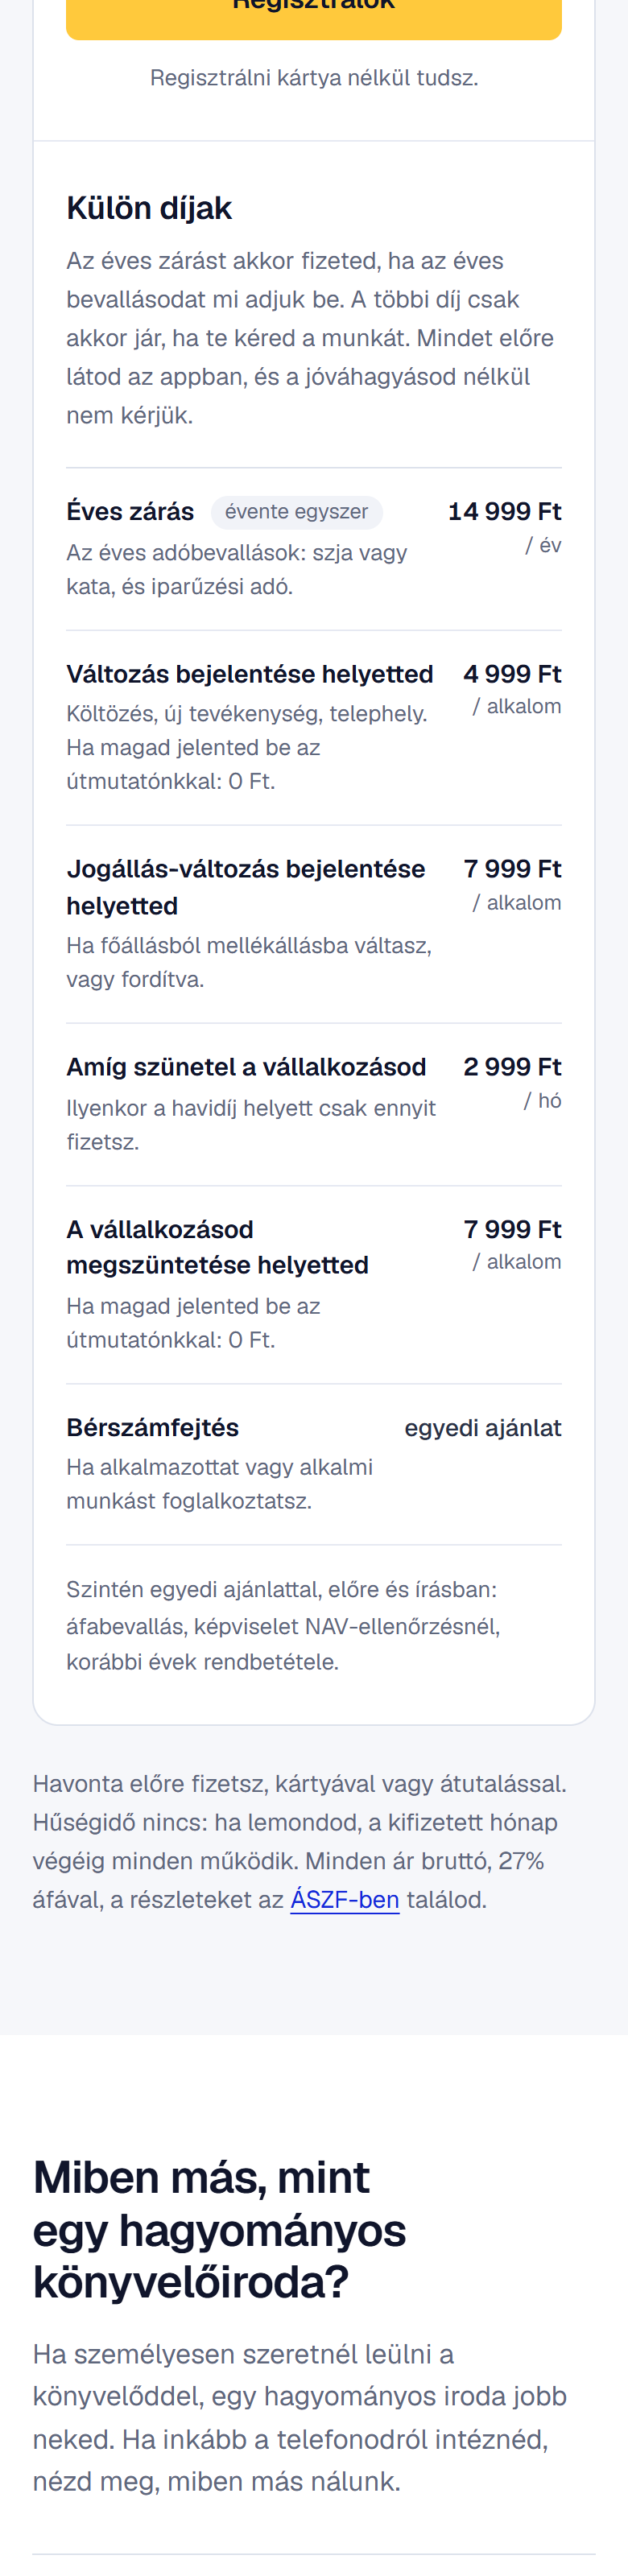 Regisztrálok
Regisztrálni kártya nélkül tudsz.
Külön díjak
Az éves zárást akkor fizeted, ha az éves
bevallásodat mi adjuk be. A többi díj csak
akkor jár, ha te kéred a munkát. Mindet előre
látod az appban, és a jóváhagyásod nélkül
nem kérjük.
Éves zárás évente egyszer 14 999 Ft
/ év
Az éves adóbevallások: szja vagy
kata, és iparűzési adó.
Változás bejelentése helyetted 4 999 Ft
/ alkalom
Költözés, új tevékenység, telephely.
Ha magad jelented be az
útmutatónkkal: 0 Ft.
Jogállás-változás bejelentése 7 999 Ft
helyetted / alkalom
Ha főállásból mellékállásba váltasz,
vagy fordítva.
Amíg szünetel a vállalkozásod 2 999 Ft
/ hó
Ilyenkor a havidíj helyett csak ennyit
fizetsz.
A vállalkozásod 7 999 Ft
megszüntetése helyetted / alkalom
Ha magad jelented be az
útmutatónkkal: 0 Ft.
Bérszámfejtés egyedi ajánlat
Ha alkalmazottat vagy alkalmi
munkást foglalkoztatsz.
Szintén egyedi ajánlattal, előre és írásban:
áfabevallás, képviselet NAV-ellenőrzésnél,
korábbi évek rendbetétele.
Havonta előre fizetsz, kártyával vagy átutalással.
Hűségidő nincs: ha lemondod, a kifizetett hónap
végéig minden működik. Minden ár bruttó, 27%
áfával, a részleteket az ÁSZF-ben találod.
Miben más, mint
egy hagyományos
könyvelőiroda?
Ha személyesen szeretnél leülni a
könyvelőddel, egy hagyományos iroda jobb
neked. Ha inkább a telefonodról intéznéd,
nézd meg, miben más nálunk.